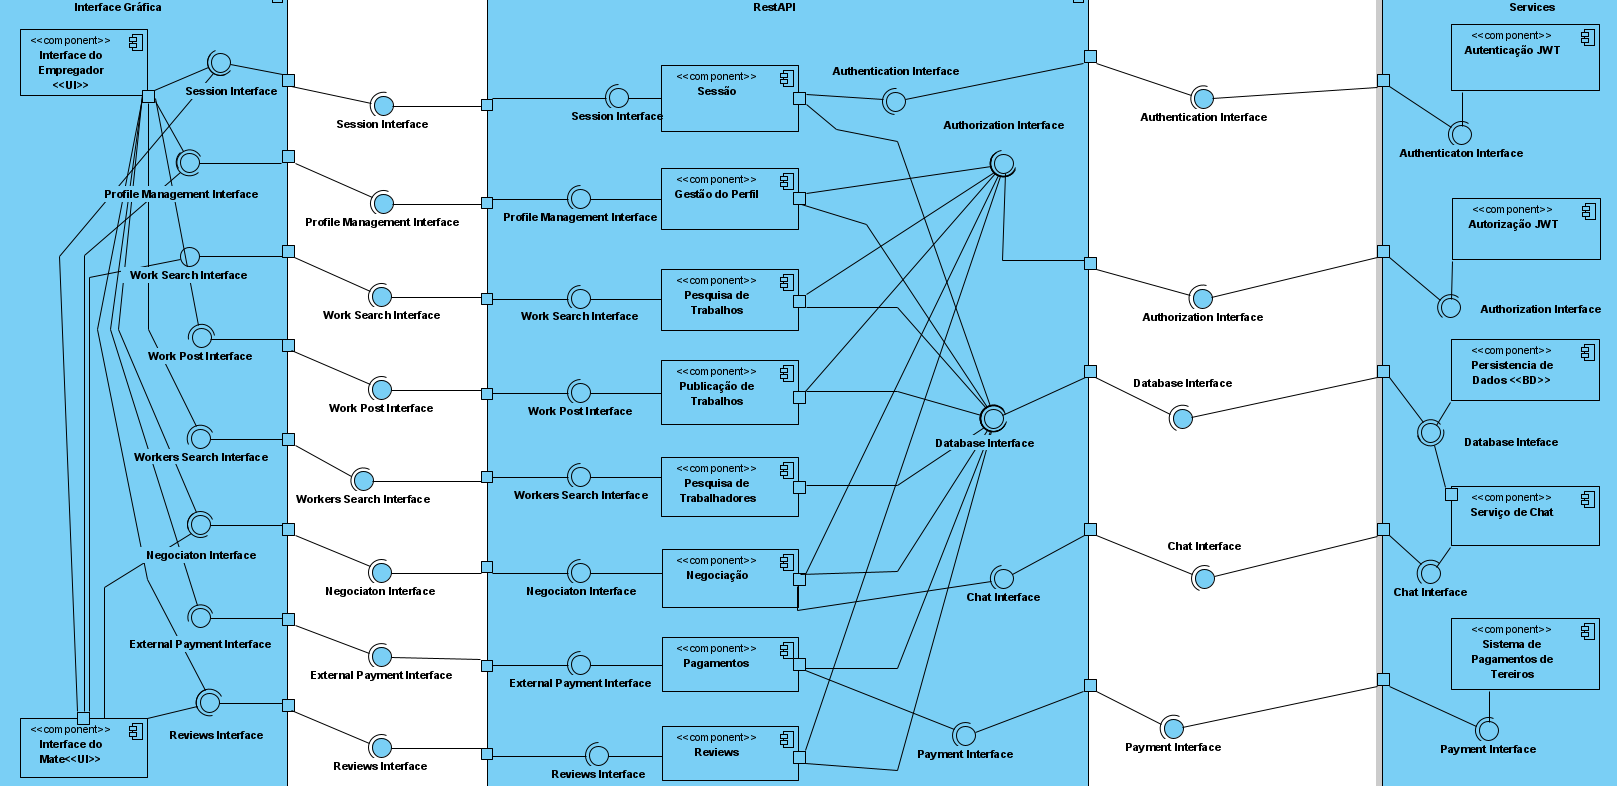 Interface Gráfica
<<component>>
Interface do
Empregador
<<UI>>
Session Interface
Profile Management Interface
Work Search Interface
Work Post Interface
Workers Search Interface
Negociaton Interface
External Payment Interface
Reviews Interface
<<component>>
Interface do
Mate<<UI>>
Session Interface
Profile Management Interface
Work Search Interface
Work Post Interface
Workers Search Interface
Negociaton Interface
External Payment Interface
Reviews Interface
RestAPI
Session Interface
Profile Management Interface
Work Search Interface
Work Post Interface
Workers Search Interface
Negociaton Interface
External Payment Interface
Reviews Interface
<<component>>
Sessão
<<component>>
Gestão do Perfil
<<component>>
Pesquisa de
Trabalhos
<<component>>
Publicação de
Trabalhos
<<component>>
Pesquisa de
Trabalhadores
<<component>>
Negociação
<<component>>
Pagamentos
<<component>>
Reviews
Authentication Interface
Authorization Interface
Database Interface
Chat Interface
Payment Interface
Authentication Interface
Authorization Interface
Database Interface
Chat Interface
Payment Interface
Services
<<component>>
Autenticação JWT
Authenticaton Interface
<<component>>
Autorização JWT
Authorization Interface
<<component>>
Persistencia de
Dados <<BD>>
Database Inteface
<<component>>
Serviço de Chat
Chat Interface
<<component>>
Sistema de
Pagamentos de
Tereiros
Payment Interface